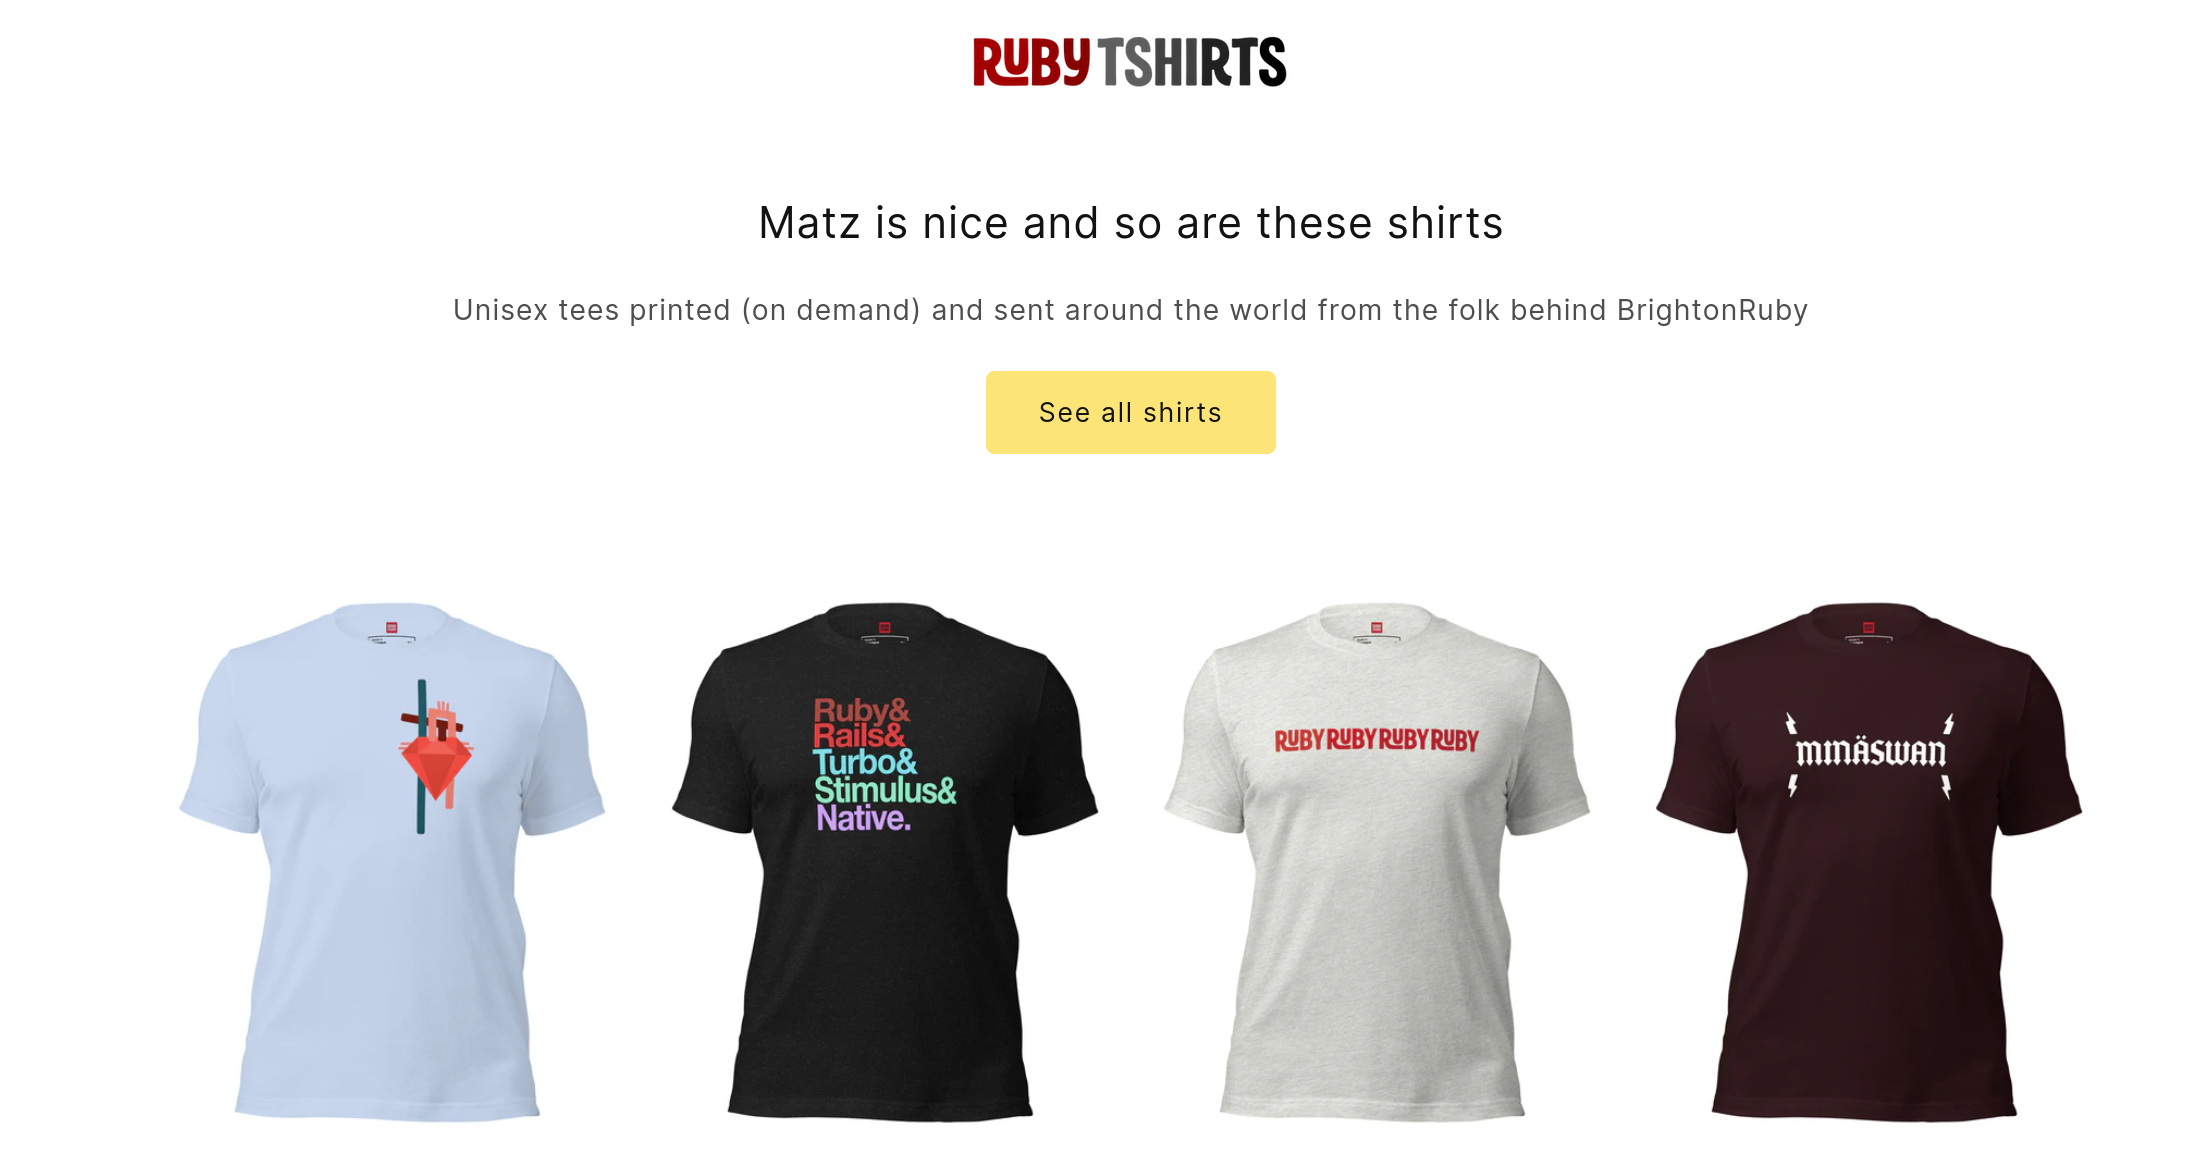 RUBY TSHIRTS
Matz is nice and so are these shirts
Unisex tees printed (on demand) and sent around the world from the folk behind BrightonRuby
See all shirts
Ruby&
Rails&
Turbo&
Stimulus&
Native.
RUBY RUBY RUBY RUBY
mmäswan